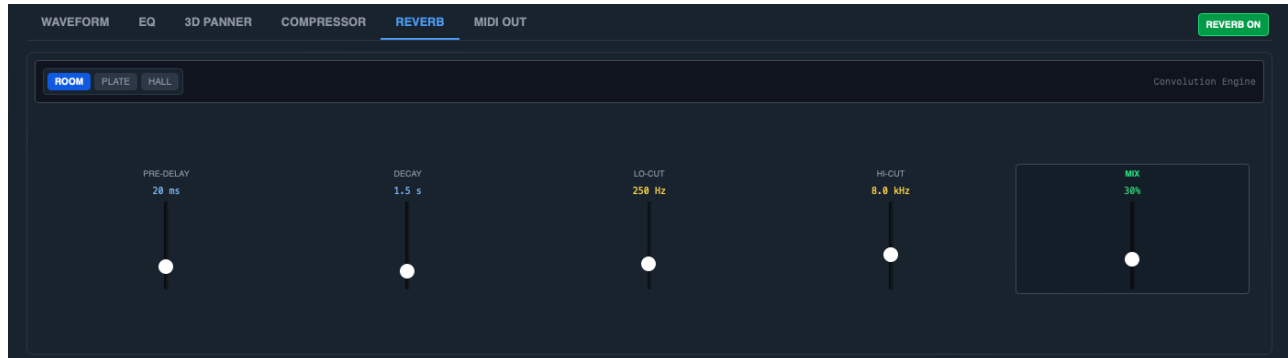 WAVEFORM EQ 3D PANNER COMPRESSOR REVERB MIDI OUT REVERB ON
ROOM PLATE HALL Convolution Engine
PRE-DELAY DECAY LO-CUT HI-CUT MIX
20 ms 1.5 s 250 Hz 8.0 kHz 30%